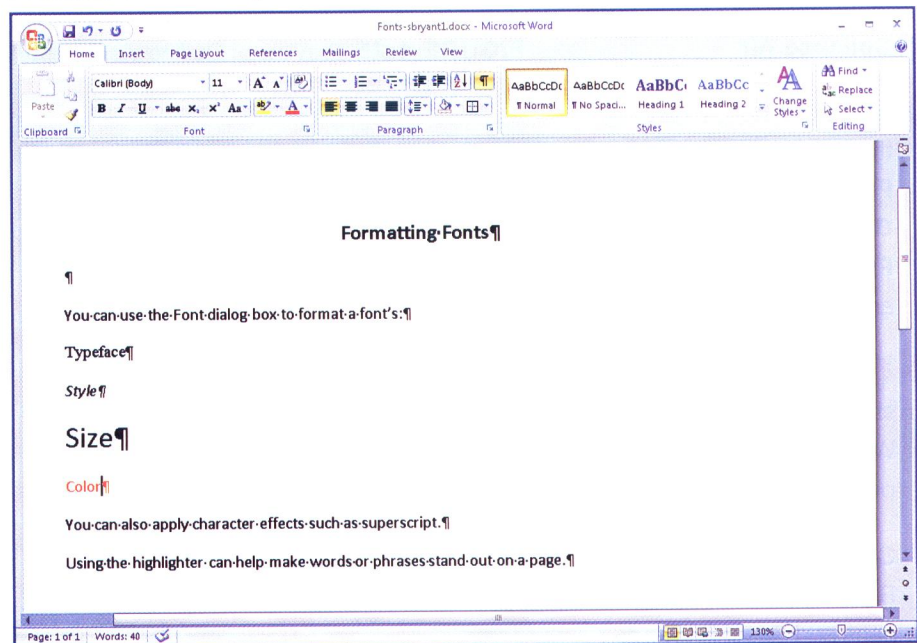 Fonts-sbryant1.docx - Microsoft Word
Home Insert Page Layout References Mailings Review View
Calibri (Body) 11 Find
AaBbCcDc AaBbCcDc AaBbC AaBbCc Replace
Paste B I U abe x₂ x² Aa A ¶ Normal ¶ No Spaci... Heading 1 Heading 2 Change Styles Select
Clipboard Font Paragraph Styles Editing
Formatting·Fonts¶
¶
You·can·use·the·Font·dialog·box·to·format·a·font's:¶
Typeface¶
Style¶
Size¶
Color¶
You·can·also·apply·character·effects·such·as·superscript.¶
Using·the·highlighter·can·help·make·words·or·phrases·stand·out·on·a·page.¶
Page: 1 of 1 Words: 40 130%